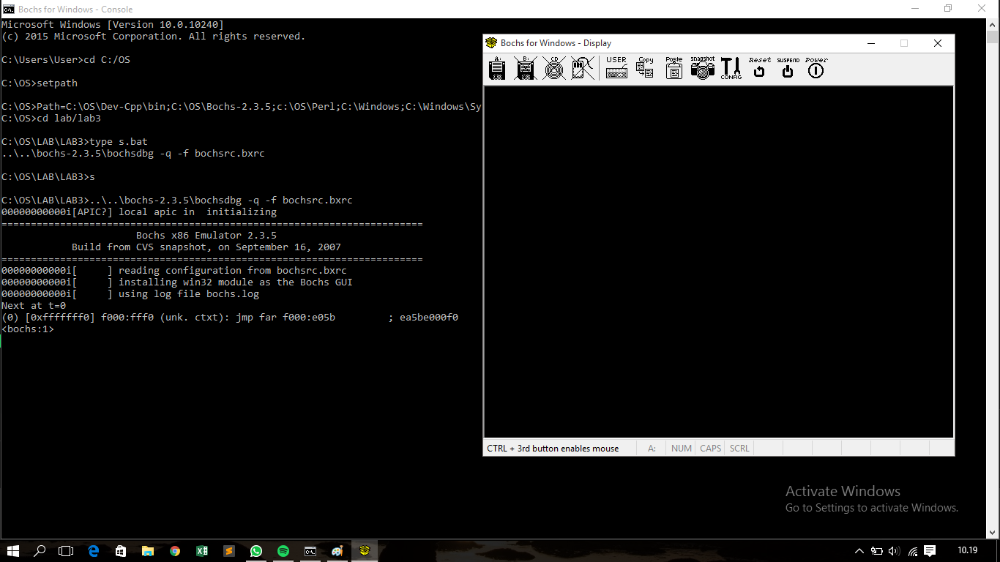 Bochs for Windows - Console
Microsoft Windows [Version 10.0.10240]
(c) 2015 Microsoft Corporation. All rights reserved.
C:\Users\User>cd C:/OS
C:\OS>setpath
C:\OS>Path=C:\OS\Dev-Cpp\bin;C:\OS\Bochs-2.3.5;c:\OS\Perl;C:\Windows;C:\Windows\Sy
C:\OS>cd lab/lab3
C:\OS\LAB\LAB3>type s.bat
..\..\bochs-2.3.5\bochsdbg -q -f bochsrc.bxrc
C:\OS\LAB\LAB3>s
C:\OS\LAB\LAB3>..\..\bochs-2.3.5\bochsdbg -q -f bochsrc.bxrc
00000000000i[APIC?] local apic in  initializing
========================================================================
Bochs x86 Emulator 2.3.5
Build from CVS snapshot, on September 16, 2007
========================================================================
00000000000i[     ] reading configuration from bochsrc.bxrc
00000000000i[     ] installing win32 module as the Bochs GUI
00000000000i[     ] using log file bochs.log
Next at t=0
(0) [0xfffffff0] f000:fff0 (unk. ctxt): jmp far f000:e05b         ; ea5be000f0
<bochs:1>
Bochs for Windows - Display
A: B: CD USER Copy Paste snapshot CONFIG Reset SUSPEND Power
CTRL + 3rd button enables mouse A: NUM CAPS SCRL
Activate Windows
Go to Settings to activate Windows.
10.19